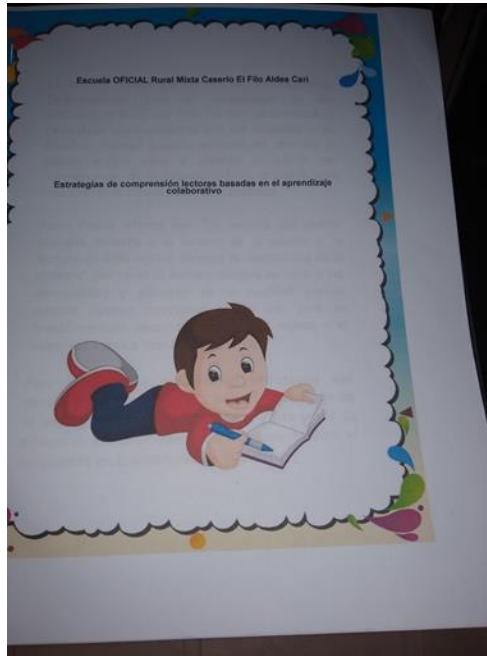 Escuela OFICIAL Rural Mixta Caserío El Filo Aldea Cari
Estrategias de comprensión lectoras basadas en el aprendizaje
colaborativo